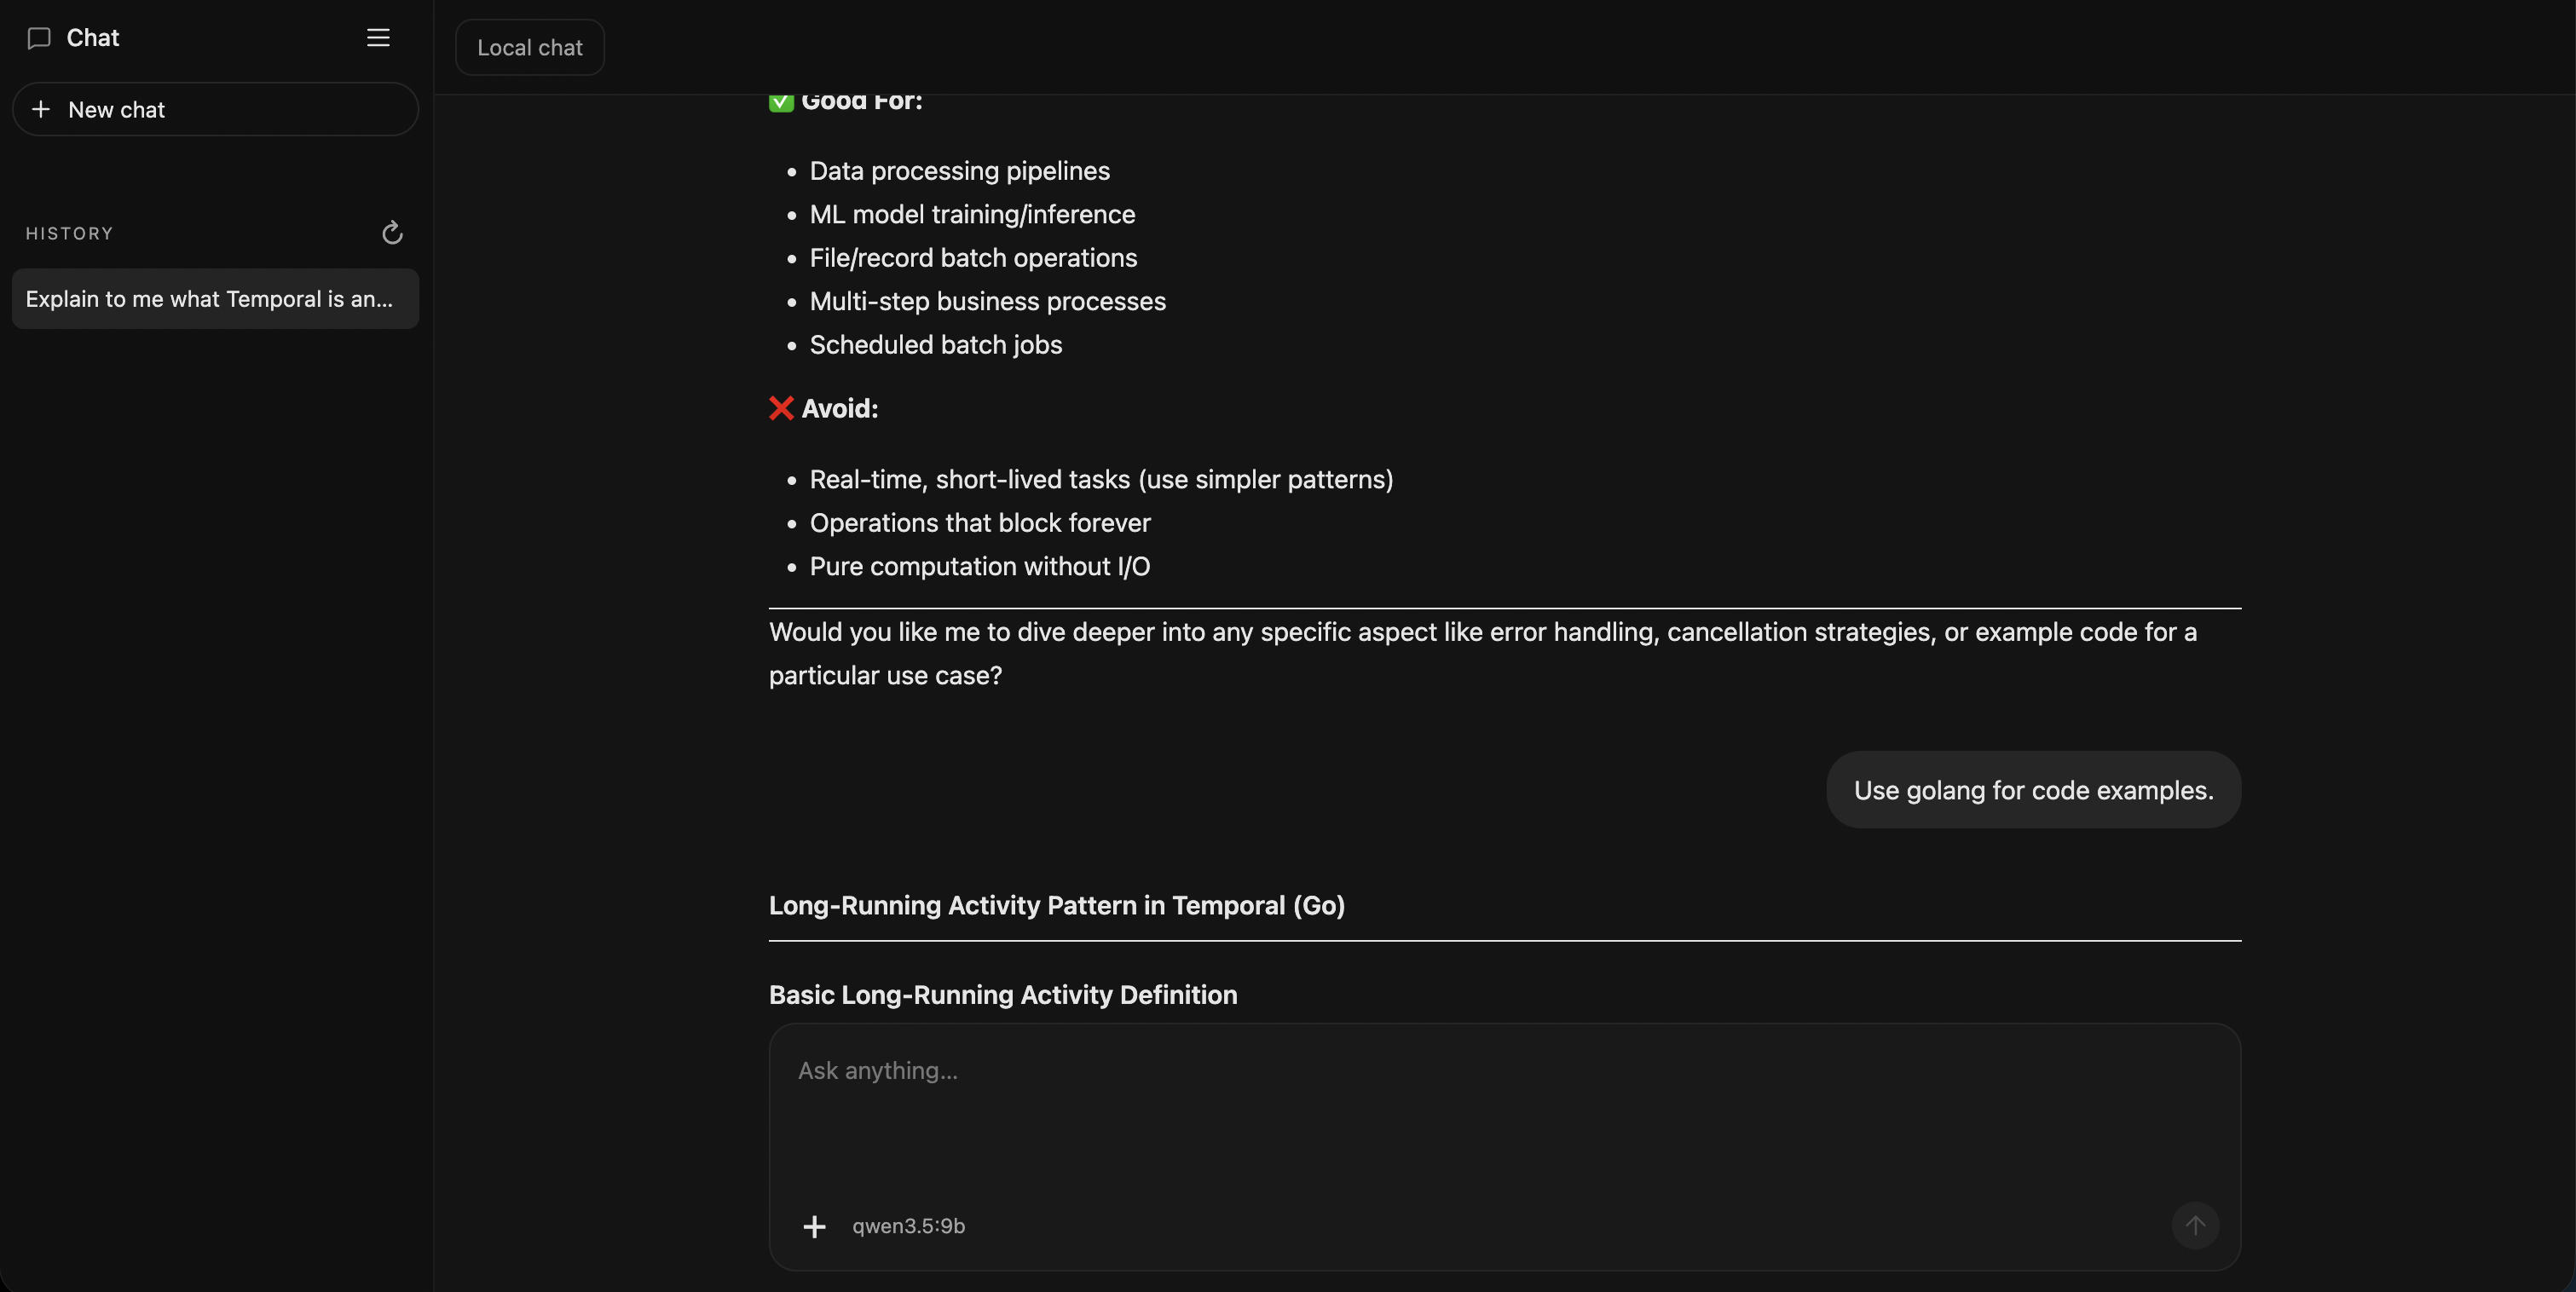 Chat
New chat
HISTORY
Explain to me what Temporal is an...
Local chat
✅ Good For:
• Data processing pipelines
• ML model training/inference
• File/record batch operations
• Multi-step business processes
• Scheduled batch jobs
❌ Avoid:
• Real-time, short-lived tasks (use simpler patterns)
• Operations that block forever
• Pure computation without I/O
Would you like me to dive deeper into any specific aspect like error handling, cancellation strategies, or example code for a
particular use case?
Use golang for code examples.
Long-Running Activity Pattern in Temporal (Go)
Basic Long-Running Activity Definition
Ask anything...
qwen3.5:9b